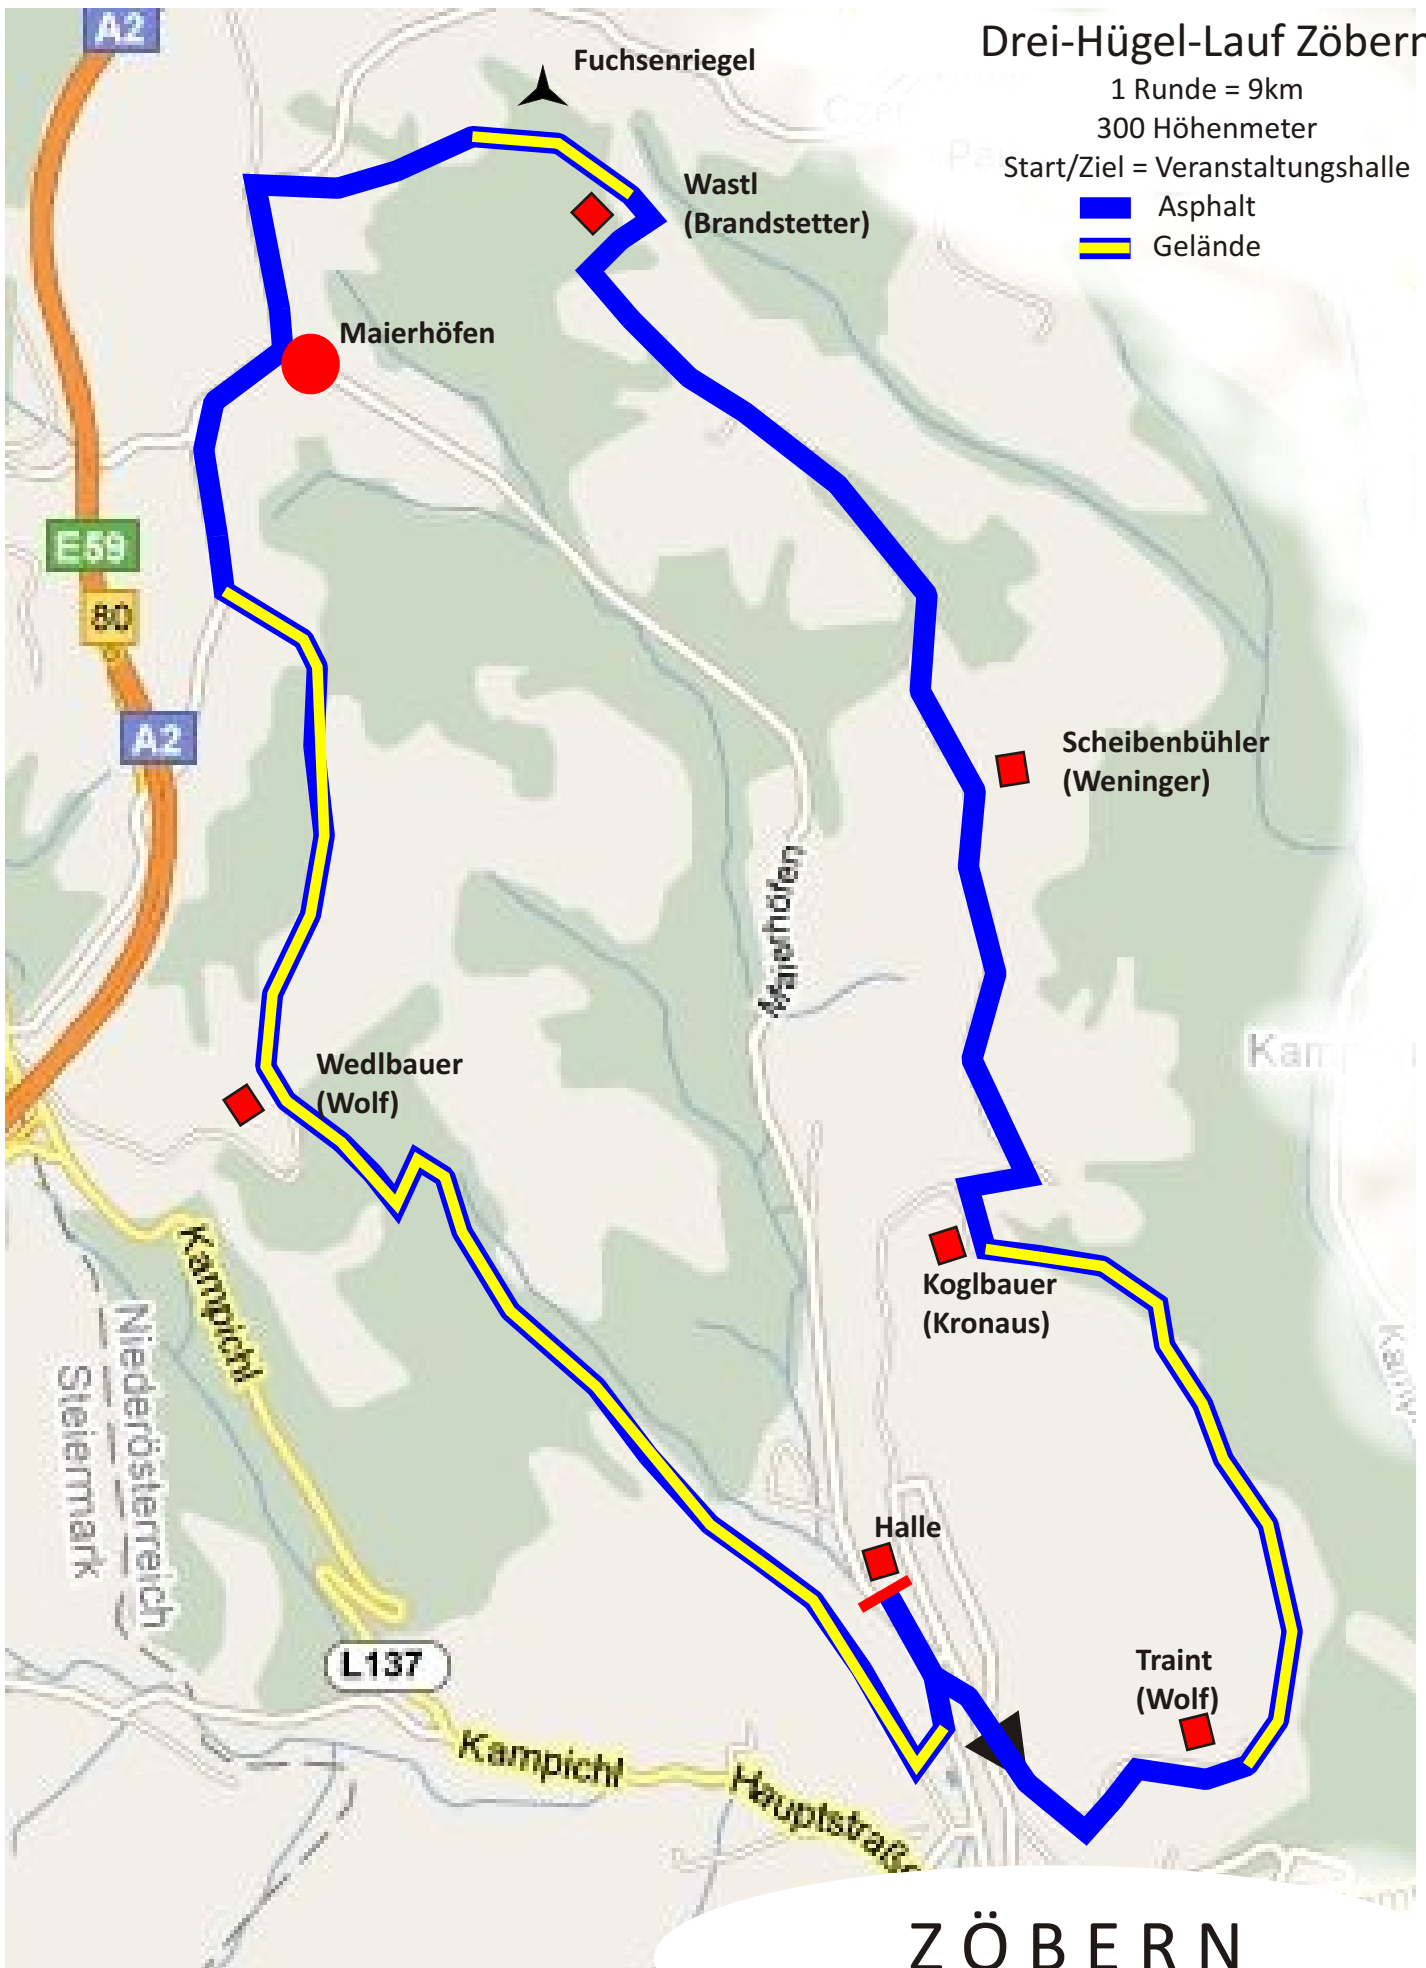 A2
Fuchsenriegel
Drei-Hügel-Lauf Zöbern
1 Runde = 9km
300 Höhenmeter
Start/Ziel = Veranstaltungshalle
Asphalt
Gelände
Wastl
(Brandstetter)
Maierhöfen
E59
80
A2
Scheibenbühler
(Weninger)
Maierhöfen
Wedlbauer
(Wolf)
Koglbauer
(Kronaus)
Kampichl
Niederösterreich
Steiermark
Halle
L137
Traint
(Wolf)
Kampichl
Hauptstraße
ZÖBERN